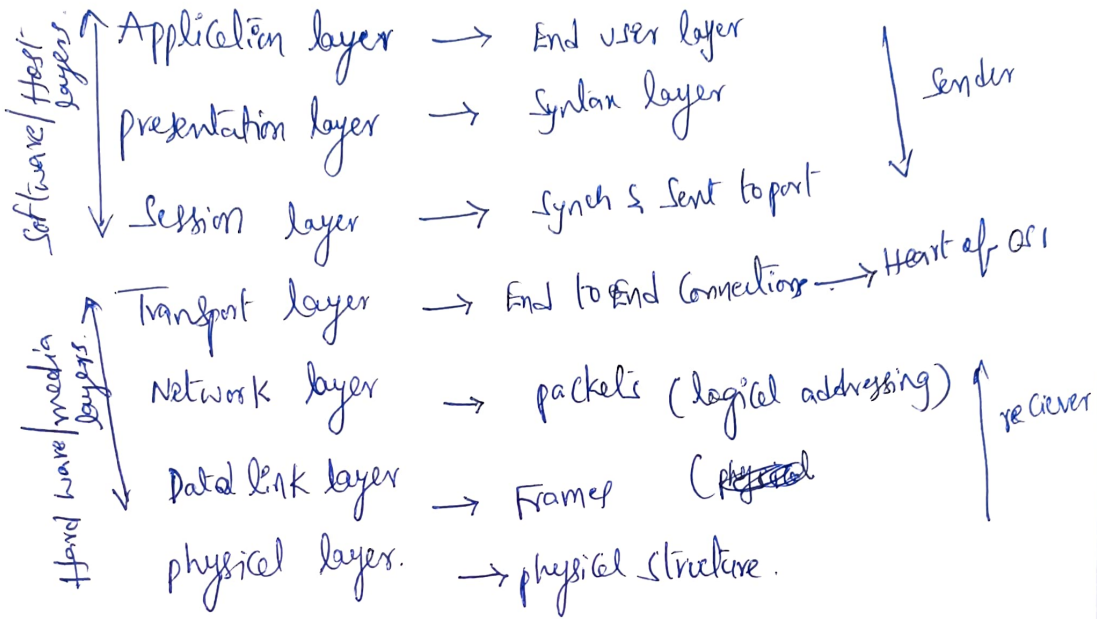 Software/Host layers.
Application layer → End user layer
presentation layer → Syntax layer
Sender
Session layer → Synch & Sent to port
Transport layer → End to End Connections → Heart of OSI
Hard ware/media layers.
Network layer → packets (logical addressing)
reciever
Data link layer → Frames (
physical layer. → physical structure.